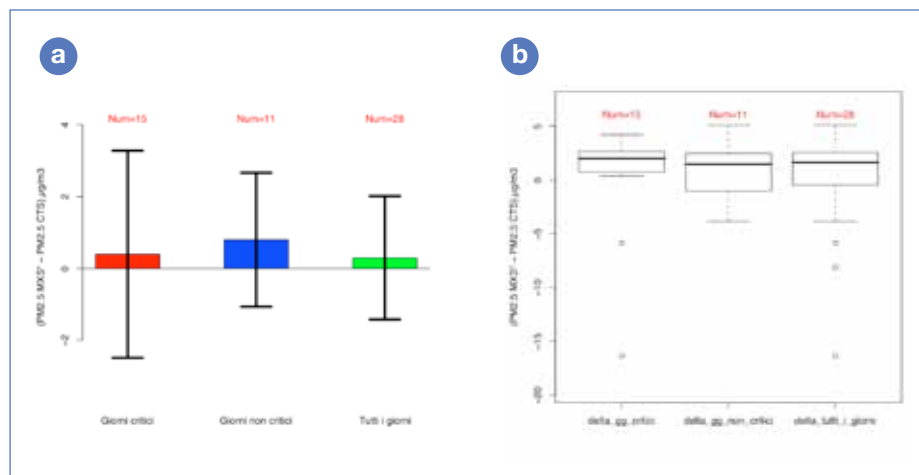 a
Num=15 Num=11 Num=28
4
2
0
−2
(PM2.5 MXS* − PM2.5 CTS) µg/m3
Giorni critici Giorni non critici Tutti i giorni
b
Num=15 Num=11 Num=28
5
0
−5
−10
−15
−20
(PM2.5 MXS* − PM2.5 CTS) µg/m3
delta_gg_critici delta_gg_non_critici delta_tutti_i_giorni